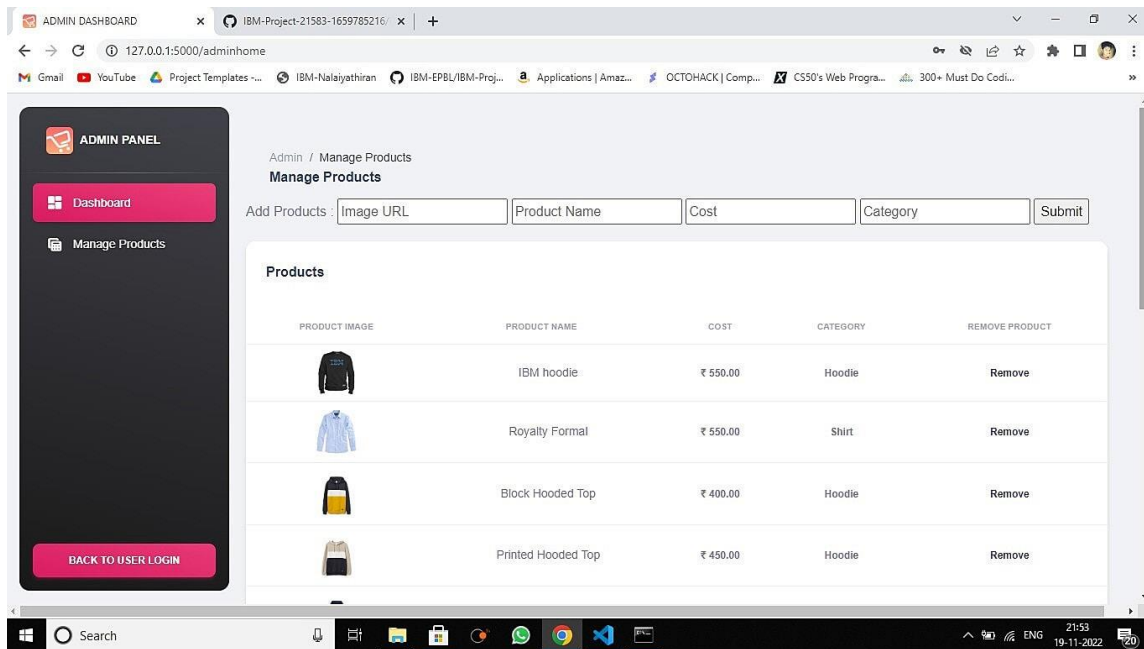 ADMIN DASHBOARD
IBM-Project-21583-1659785216/
127.0.0.1:5000/adminhome
Gmail YouTube Project Templates -... IBM-Nalaiyathiran IBM-EPBL/IBM-Proj... Applications | Amaz... OCTOHACK | Comp... CS50's Web Progra... 300+ Must Do Codi... »
ADMIN PANEL
Dashboard
Manage Products
BACK TO USER LOGIN
Admin / Manage Products
Manage Products
Add Products : Image URL Product Name Cost Category Submit
Products
PRODUCT IMAGE PRODUCT NAME COST CATEGORY REMOVE PRODUCT
IBM hoodie ₹ 550.00 Hoodie Remove
Royalty Formal ₹ 550.00 Shirt Remove
Block Hooded Top ₹ 400.00 Hoodie Remove
Printed Hooded Top ₹ 450.00 Hoodie Remove
Search
ENG
21:53
19-11-2022
20